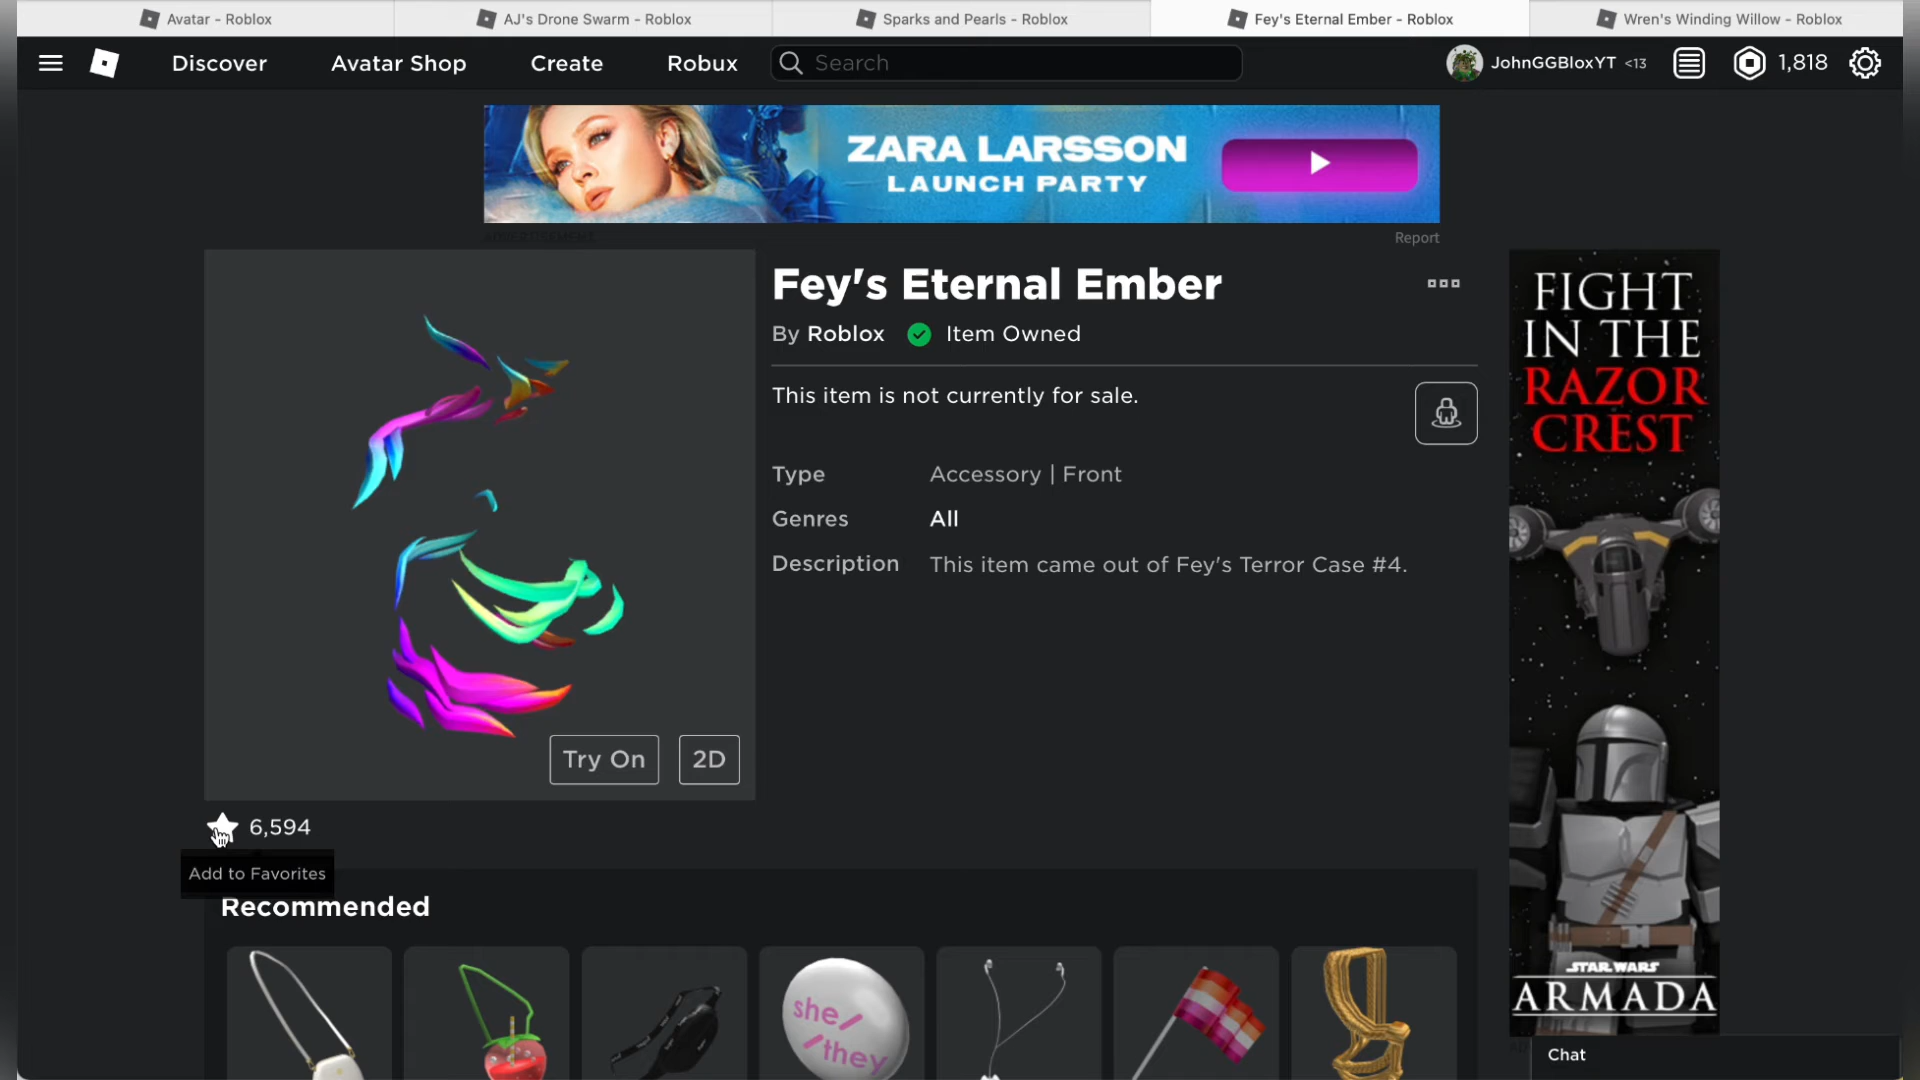 Avatar - Roblox
AJ's Drone Swarm - Roblox
Sparks and Pearls - Roblox
Fey's Eternal Ember - Roblox
Wren's Winding Willow - Roblox
Discover
Avatar Shop
Create
Robux
Search
JohnGGBloxYT <13
1,818
ZARA LARSSON
LAUNCH PARTY
ADVERTISEMENT
Report
Fey's Eternal Ember
By Roblox Item Owned
This item is not currently for sale.
Type Accessory | Front
Genres All
Description This item came out of Fey's Terror Case #4.
Try On
2D
6,594
Add to Favorites
Recommended
she/
/they
FIGHT
IN THE
RAZOR
CREST
STAR WARS
ARMADA
Chat